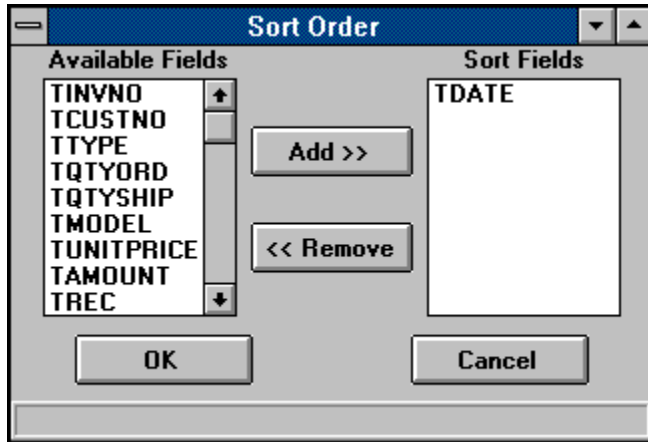 Sort Order
Available Fields
Sort Fields
TINVNO
TCUSTNO
TTYPE
TQTYORD
TQTYSHIP
TMODEL
TUNITPRICE
TAMOUNT
TREC
Add >>
<< Remove
TDATE
OK
Cancel